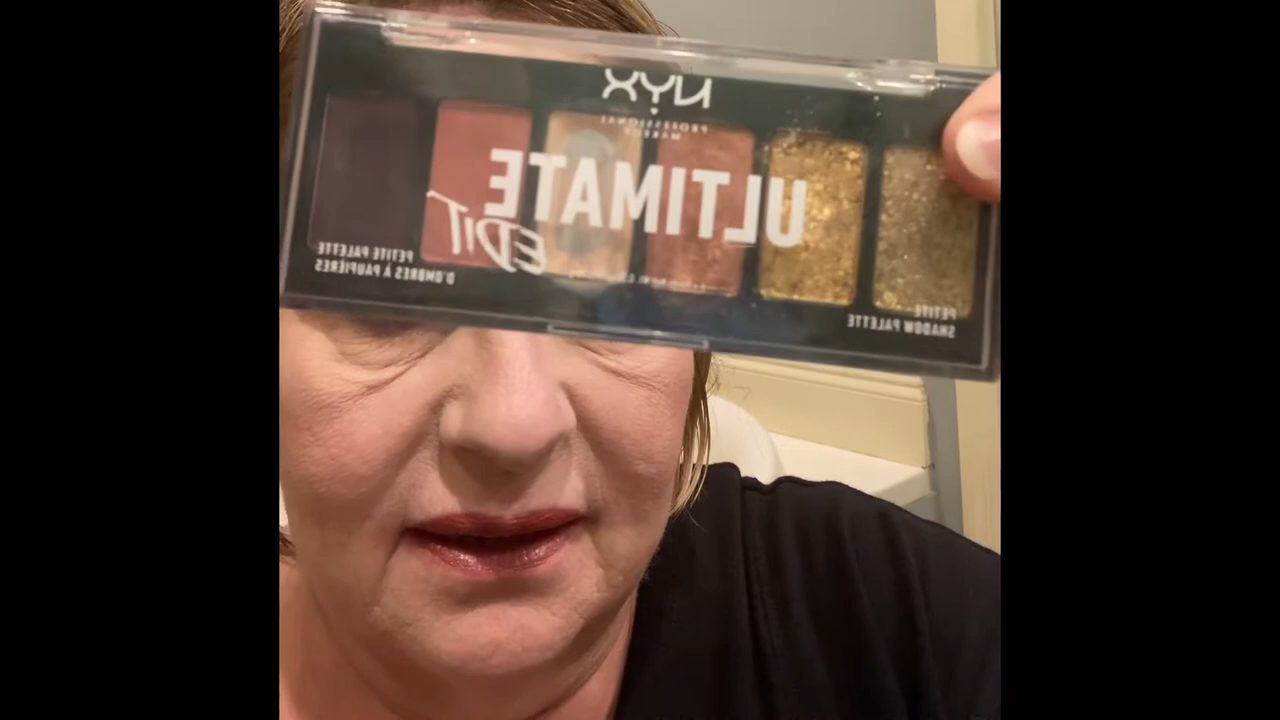 NYX
PROFESSIONAL
MAKEUP
ULTIMATE
EDIT
PETITE PALETTE
D'OMBRES À PAUPIÈRES
PETITE
SHADOW PALETTE